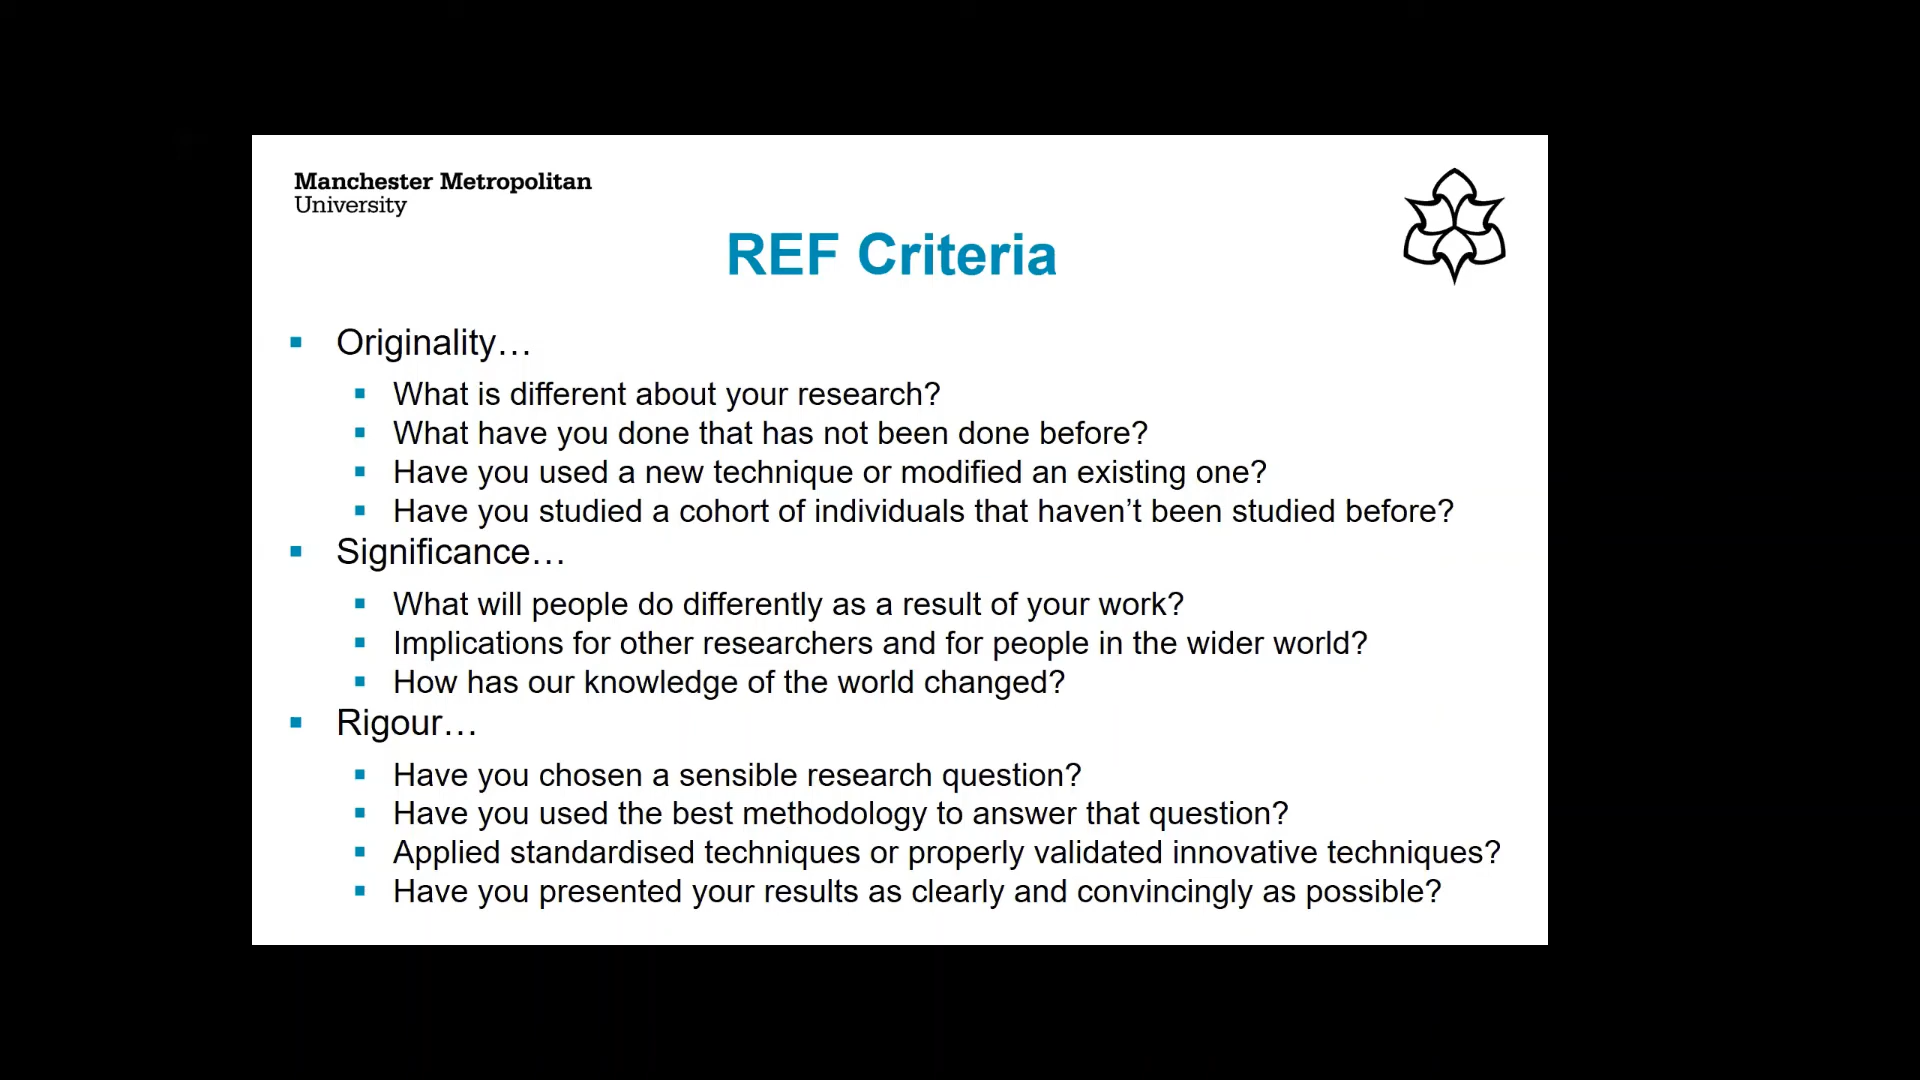 Manchester Metropolitan
University
REF Criteria
Originality…
What is different about your research?
What have you done that has not been done before?
Have you used a new technique or modified an existing one?
Have you studied a cohort of individuals that haven’t been studied before?
Significance…
What will people do differently as a result of your work?
Implications for other researchers and for people in the wider world?
How has our knowledge of the world changed?
Rigour…
Have you chosen a sensible research question?
Have you used the best methodology to answer that question?
Applied standardised techniques or properly validated innovative techniques?
Have you presented your results as clearly and convincingly as possible?